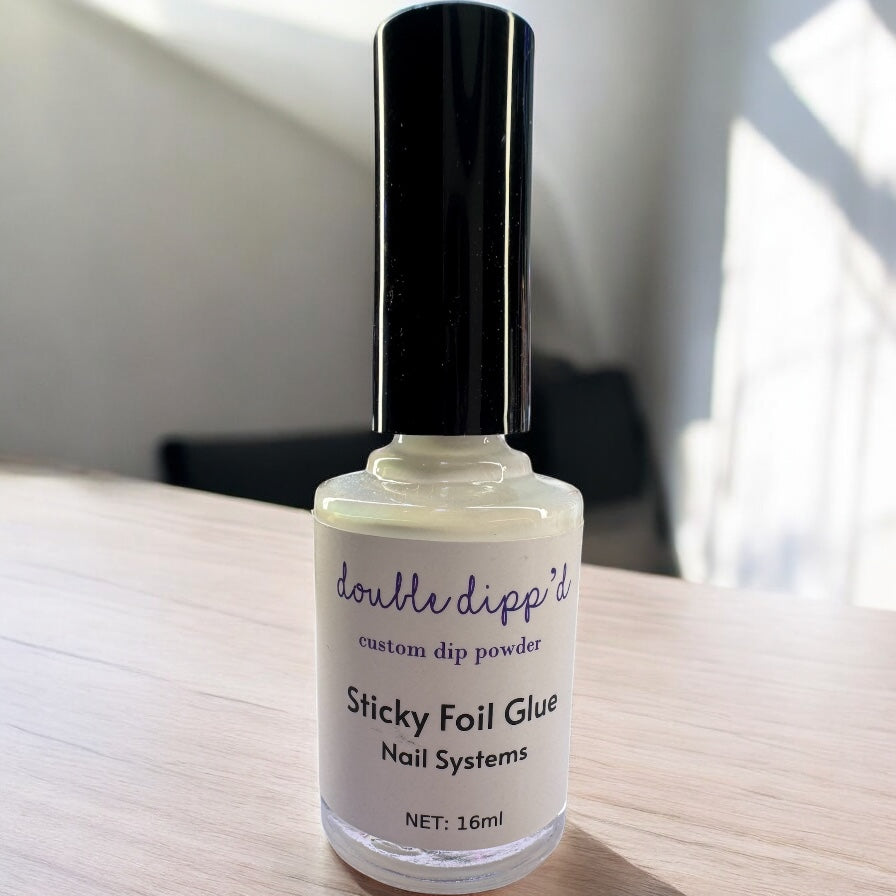 double dipp'd
custom dip powder
Sticky Foil Glue
Nail Systems
NET: 16ml